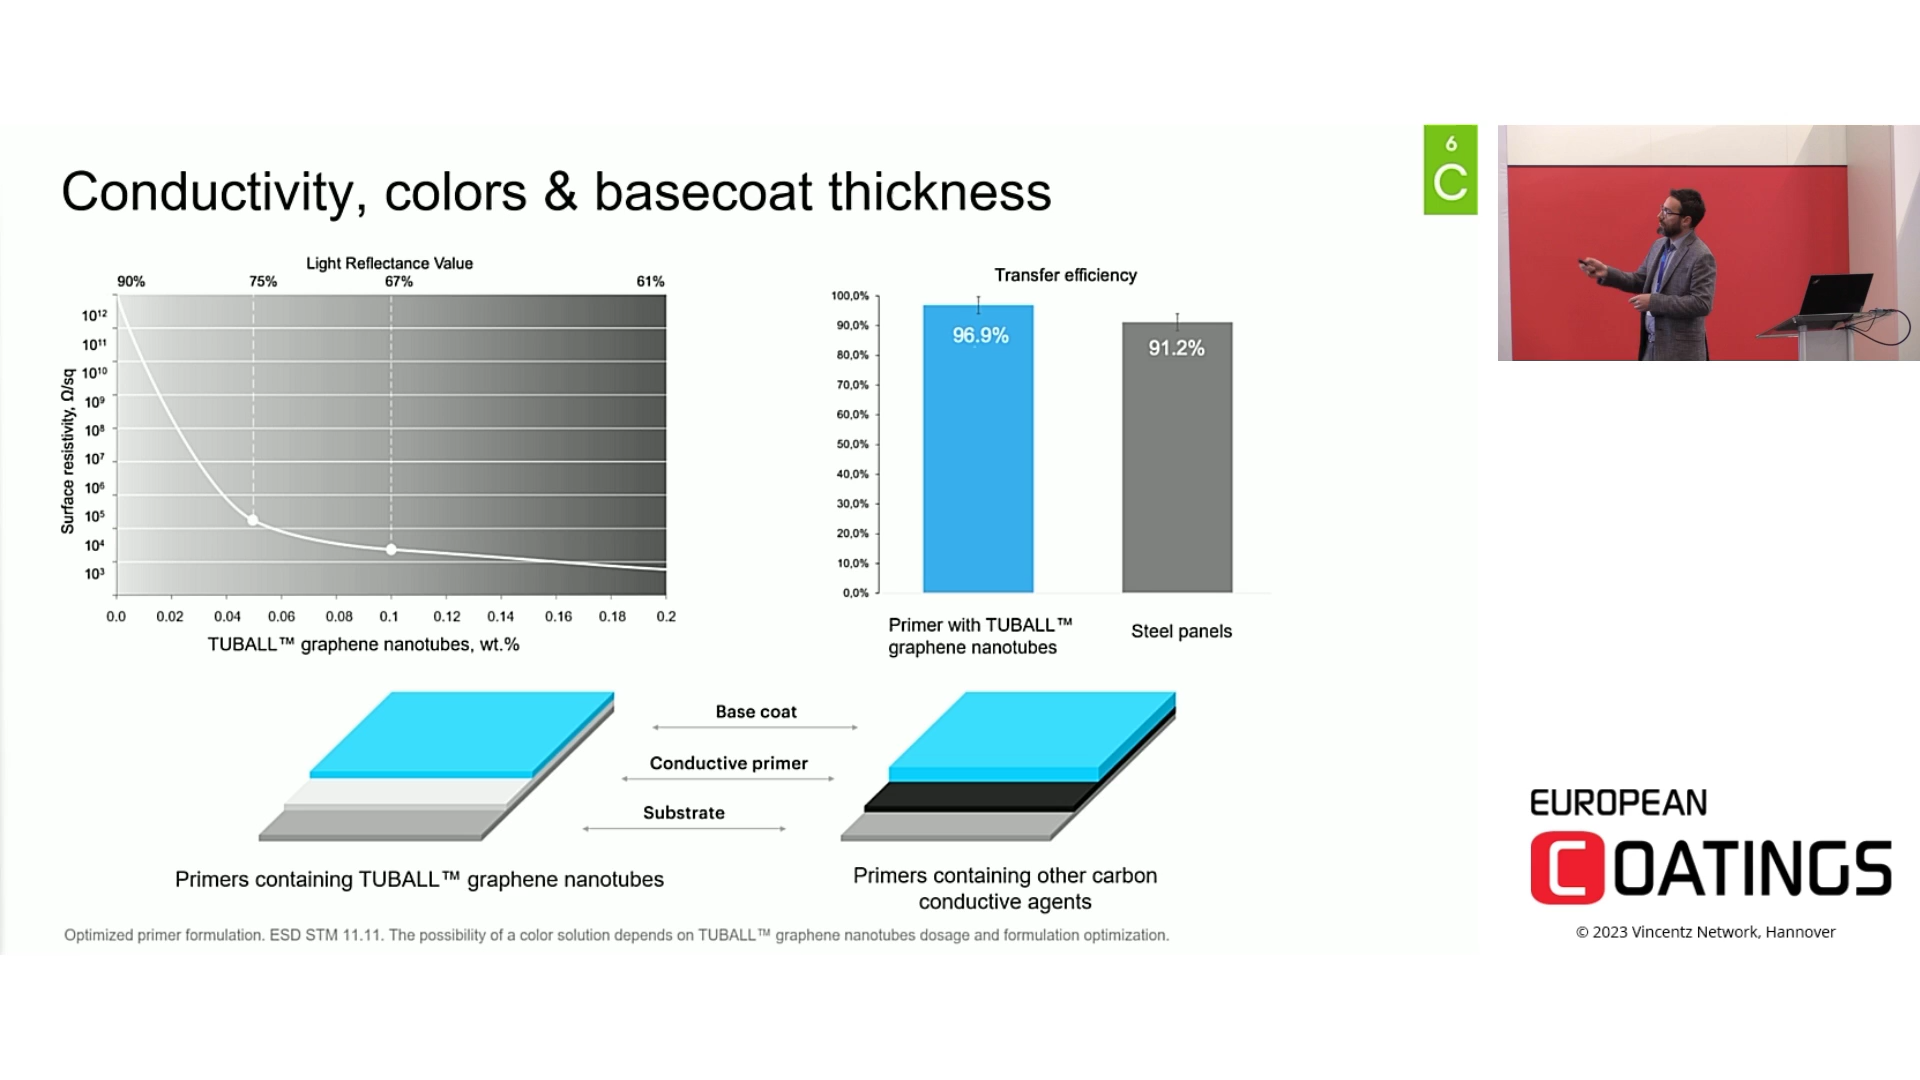 6
C
Conductivity, colors & basecoat thickness
Light Reflectance Value
90% 75% 67% 61%
Surface resistivity, Ω/sq
10¹²
10¹¹
10¹⁰
10⁹
10⁸
10⁷
10⁶
10⁵
10⁴
10³
0.0 0.02 0.04 0.06 0.08 0.1 0.12 0.14 0.16 0.18 0.2
TUBALL™ graphene nanotubes, wt.%
Transfer efficiency
100,0%
90,0%
80,0%
70,0%
60,0%
50,0%
40,0%
30,0%
20,0%
10,0%
0,0%
96.9%
91.2%
Primer with TUBALL™
graphene nanotubes
Steel panels
Base coat
Conductive primer
Substrate
Primers containing TUBALL™ graphene nanotubes
Primers containing other carbon
conductive agents
Optimized primer formulation. ESD STM 11.11. The possibility of a color solution depends on TUBALL™ graphene nanotubes dosage and formulation optimization.
EUROPEAN
COATINGS
© 2023 Vincentz Network, Hannover